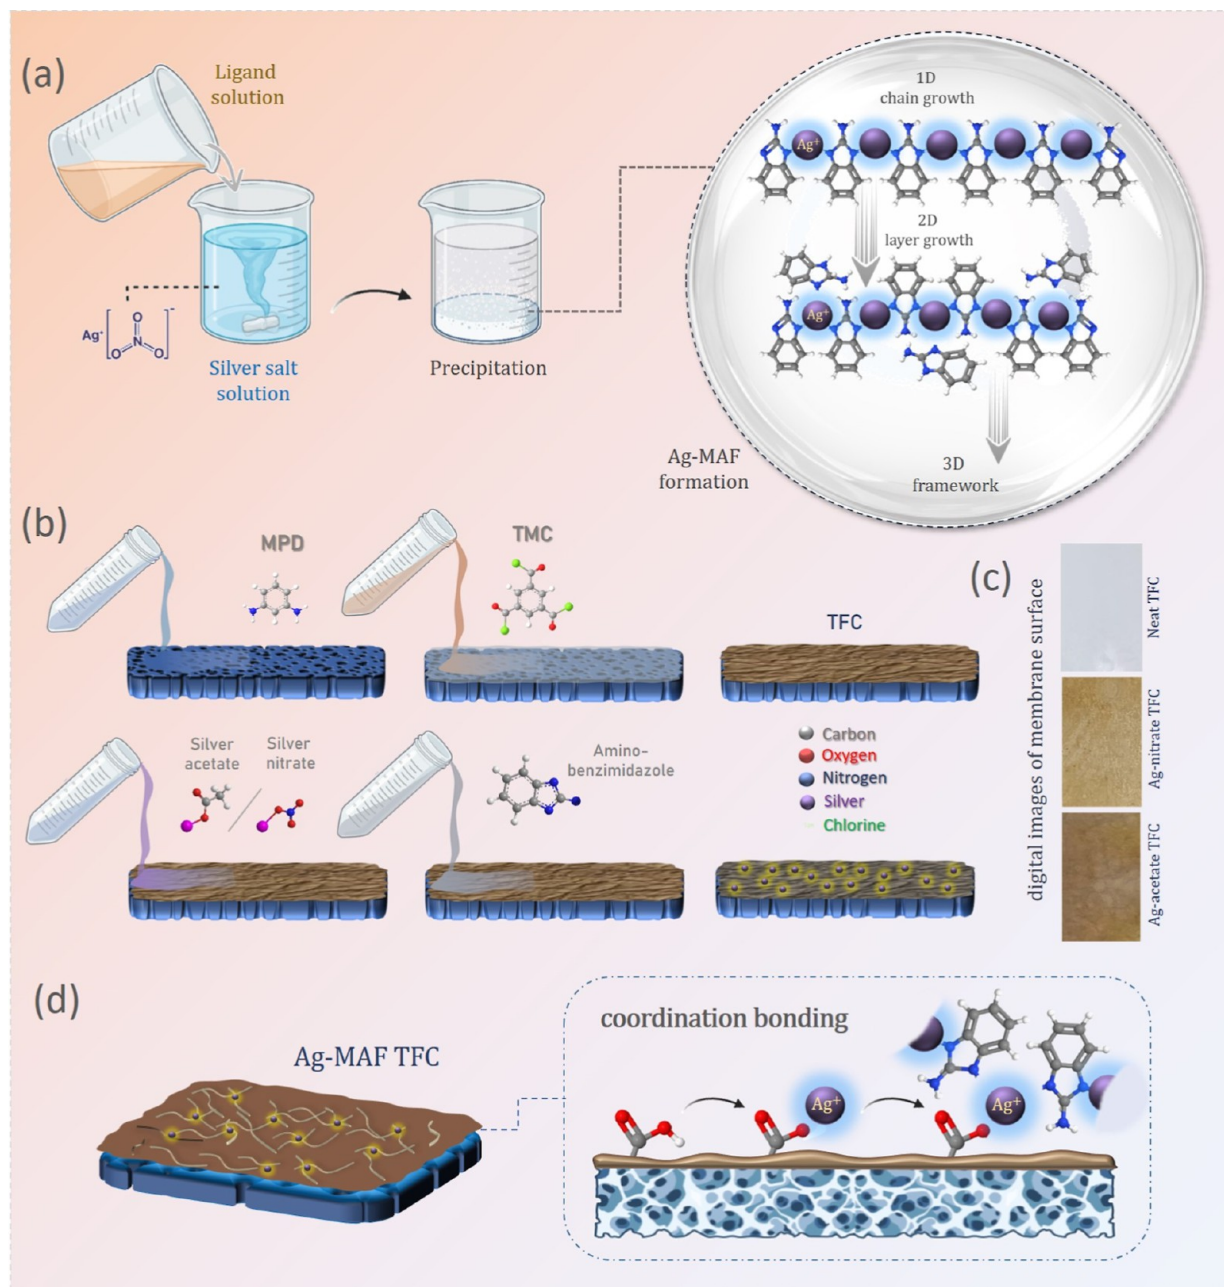 (a)
Ligand
solution
Ag⁺ [O N O O]⁻
Silver salt
solution
Precipitation
1D
chain growth
Ag⁺
2D
layer growth
Ag⁺
3D
framework
Ag-MAF
formation
(b)
MPD
TMC
TFC
Silver
acetate
Silver
nitrate
Amino-
benzimidazole
Carbon
Oxygen
Nitrogen
Silver
Chlorine
(c)
digital images of membrane surface
Neat TFC
Ag-nitrate TFC
Ag-acetate TFC
(d)
Ag-MAF TFC
coordination bonding
Ag⁺
Ag⁺